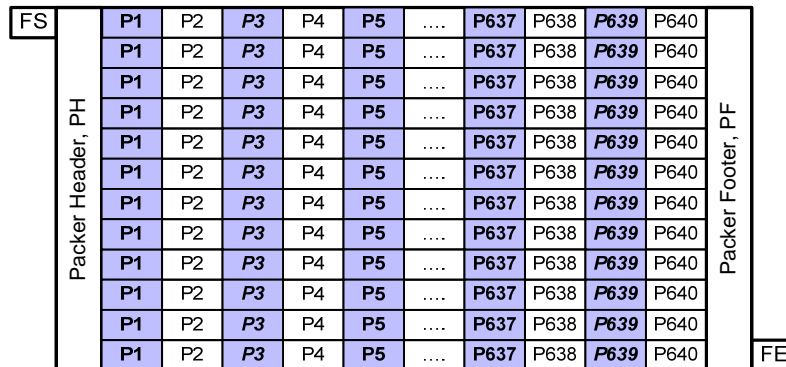 FS P1 P2 P3 P4 P5 .... P637 P638 P639 P640
P1 P2 P3 P4 P5 .... P637 P638 P639 P640
P1 P2 P3 P4 P5 .... P637 P638 P639 P640
P1 P2 P3 P4 P5 .... P637 P638 P639 P640
P1 P2 P3 P4 P5 .... P637 P638 P639 P640
P1 P2 P3 P4 P5 .... P637 P638 P639 P640
P1 P2 P3 P4 P5 .... P637 P638 P639 P640
P1 P2 P3 P4 P5 .... P637 P638 P639 P640
P1 P2 P3 P4 P5 .... P637 P638 P639 P640
P1 P2 P3 P4 P5 .... P637 P638 P639 P640
P1 P2 P3 P4 P5 .... P637 P638 P639 P640
P1 P2 P3 P4 P5 .... P637 P638 P639 P640 FE
Packer Header, PH
Packer Footer, PF